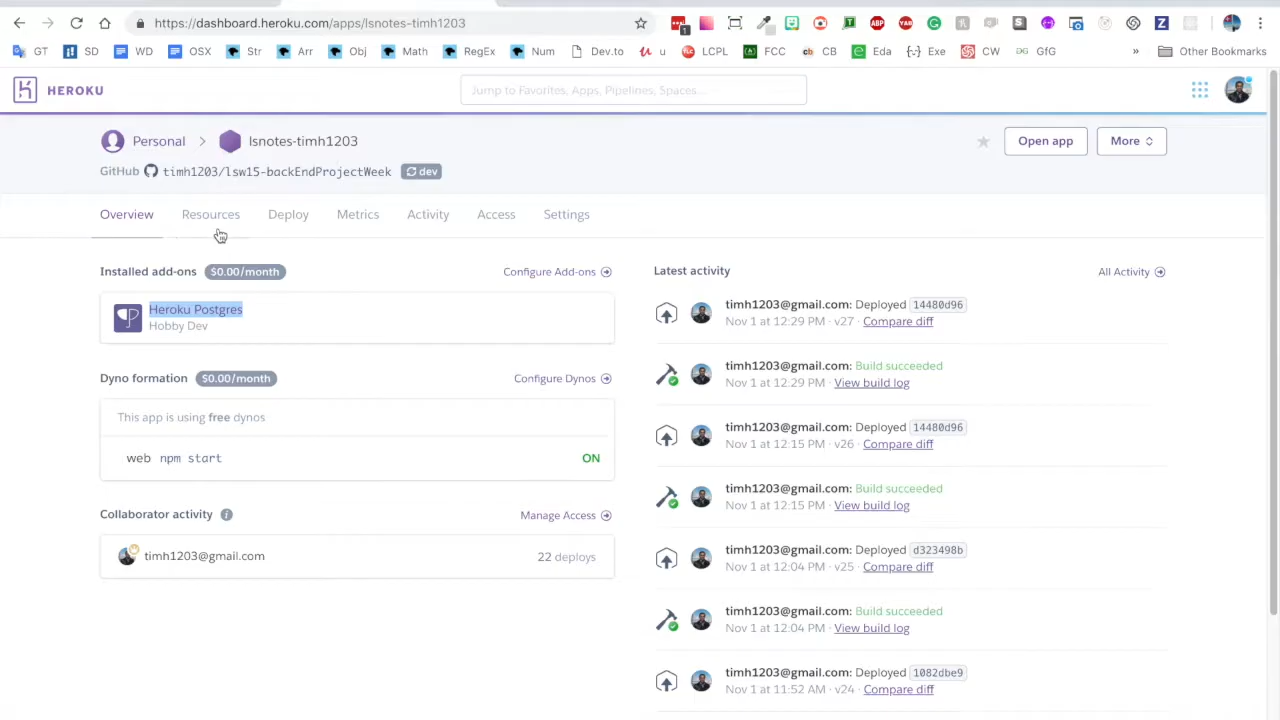 https://dashboard.heroku.com/apps/lsnotes-timh1203
GT SD WD OSX Str Arr Obj Math RegEx Num Dev.to u LCPL FCC CB Eda {-} Exe CW GfG » Other Bookmarks
HEROKU
Jump to Favorites, Apps, Pipelines, Spaces...
Personal > lsnotes-timh1203
Open app More
GitHub timh1203/lsw15-backEndProjectWeek dev
Overview Resources Deploy Metrics Activity Access Settings
Installed add-ons $0.00/month Configure Add-ons
Heroku Postgres
Hobby Dev
Dyno formation $0.00/month Configure Dynos
This app is using free dynos
web npm start ON
Collaborator activity Manage Access
timh1203@gmail.com 22 deploys
Latest activity All Activity
timh1203@gmail.com: Deployed 14480d96
Nov 1 at 12:29 PM · v27 · Compare diff
timh1203@gmail.com: Build succeeded
Nov 1 at 12:29 PM · View build log
timh1203@gmail.com: Deployed 14480d96
Nov 1 at 12:15 PM · v26 · Compare diff
timh1203@gmail.com: Build succeeded
Nov 1 at 12:15 PM · View build log
timh1203@gmail.com: Deployed d323498b
Nov 1 at 12:04 PM · v25 · Compare diff
timh1203@gmail.com: Build succeeded
Nov 1 at 12:04 PM · View build log
timh1203@gmail.com: Deployed 1082dbe9
Nov 1 at 11:52 AM · v24 · Compare diff